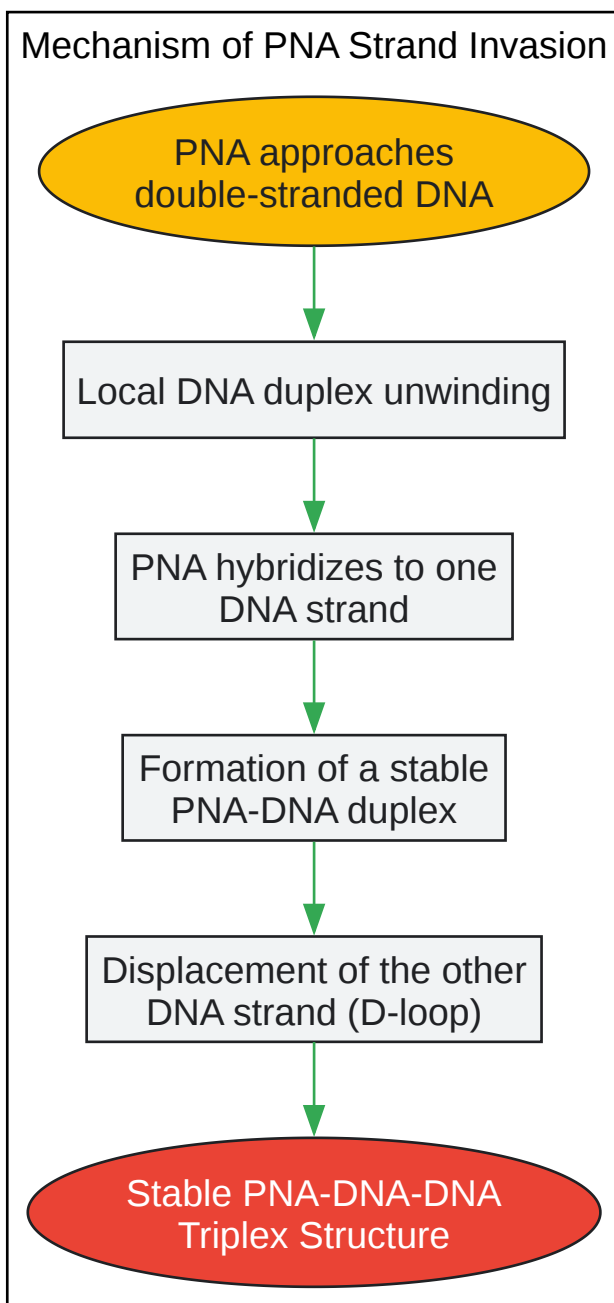 Mechanism of PNA Strand Invasion
PNA approaches
double-stranded DNA
Local DNA duplex unwinding
PNA hybridizes to one
DNA strand
Formation of a stable
PNA-DNA duplex
Displacement of the other
DNA strand (D-loop)
Stable PNA-DNA-DNA
Triplex Structure